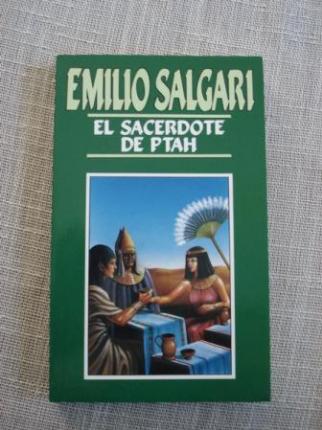 EMILIO SALGARI
EL SACERDOTE
DE PTAH